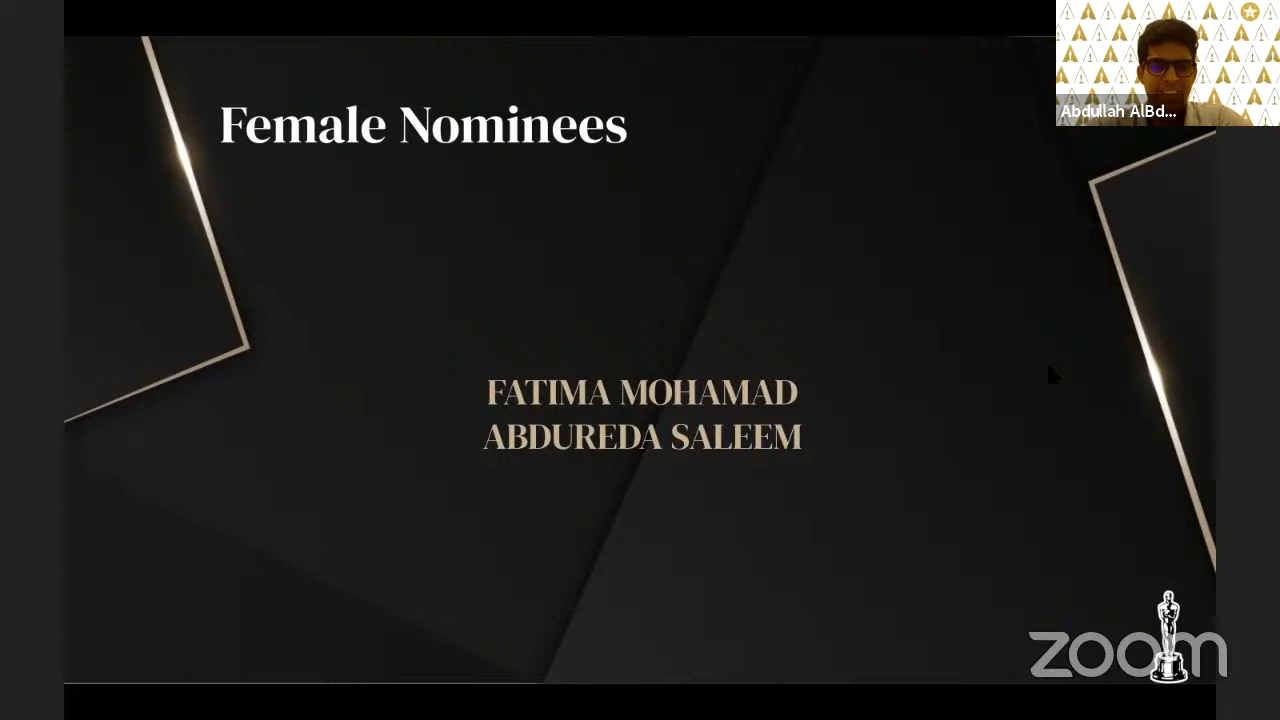 Abdullah AlBd...
Female Nominees
FATIMA MOHAMAD
ABDUREDA SALEEM
zoom